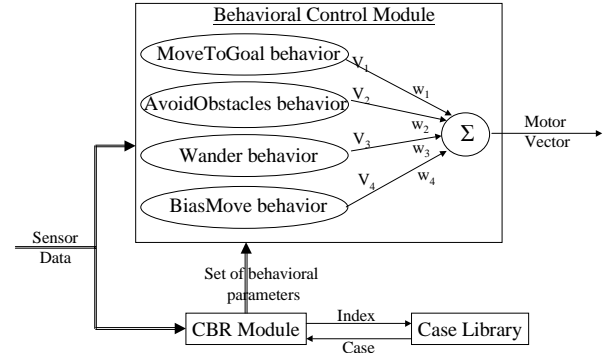 Behavioral Control Module
MoveToGoal behavior
V1
w1
AvoidObstacles behavior
V2
w2
Σ
Motor
Vector
Wander behavior
V3
w3
BiasMove behavior
V4
w4
Sensor
Data
Set of behavioral
parameters
CBR Module
Index
Case
Case Library